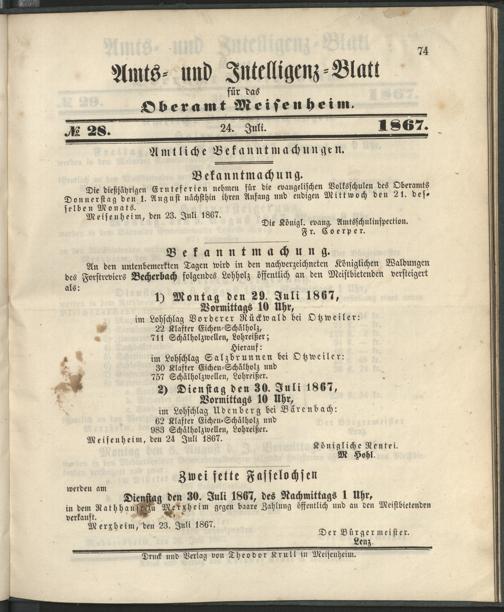 74
Amts- und Intelligenz-Blatt
für das
Oberamt Meisenheim.
№ 28. 24. Juli. 1867.
Amtliche Bekanntmachungen.
Bekanntmachung.
Die dießjährigen Ernteferien nehmen für die evangelischen Volksschulen des Oberamts
Donnerstag den 1. August nächsthin ihren Anfang und endigen Mittwoch den 21. des-
selben Monats.
Meisenheim, den 23. Juli 1867.
Die Königl. evang. Amtsschulinspection.
Fr. Coerper.
Bekanntmachung.
An den untenbemerkten Tagen wird in den nachverzeichneten Königlichen Waldungen
des Forstreviers Becherbach folgendes Lohholz öffentlich an den Meistbietenden versteigert
als:
1) Montag den 29. Juli 1867,
Vormittags 10 Uhr,
im Lohschlag Vorderer Rückwald bei Otzweiler:
22 Klafter Eichen-Schälholz,
711 Schälholzwellen, Lohreißer;
Hierauf:
im Lohschlag Salzbrunnen bei Otzweiler:
30 Klafter Eichen-Schälholz und
757 Schälholzwellen, Lohreißer.
2) Dienstag den 30. Juli 1867,
Vormittags 10 Uhr,
im Lohschlag Udenberg bei Bärenbach:
62 Klafter Eichen-Schälholz und
983 Schälholzwellen, Lohreißer.
Meisenheim, den 24 Juli 1867.
Königliche Rentei.
M Hohl.
Zwei fette Fasselochsen
werden am
Dienstag den 30. Juli 1867, des Nachmittags 1 Uhr,
in dem Rathhause zu Merxheim gegen baare Zahlung öffentlich und an den Meistbietenden
verkauft.
Merxheim, den 23. Juli 1867.
Der Bürgermeister.
Lenz.
Druck und Verlag von Theodor Krull in Meisenheim.